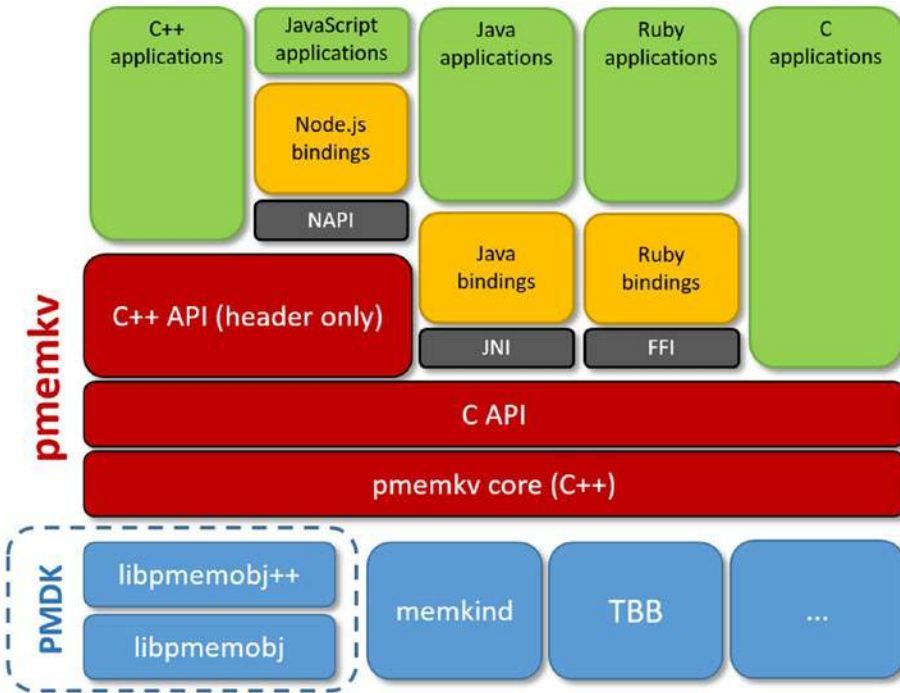 C++
applications
JavaScript
applications
Java
applications
Ruby
applications
C
applications
Node.js
bindings
NAPI
Java
bindings
Ruby
bindings
JNI
FFI
pmemkv
C++ API (header only)
C API
pmemkv core (C++)
PMDK
libpmemobj++
libpmemobj
memkind
TBB
...